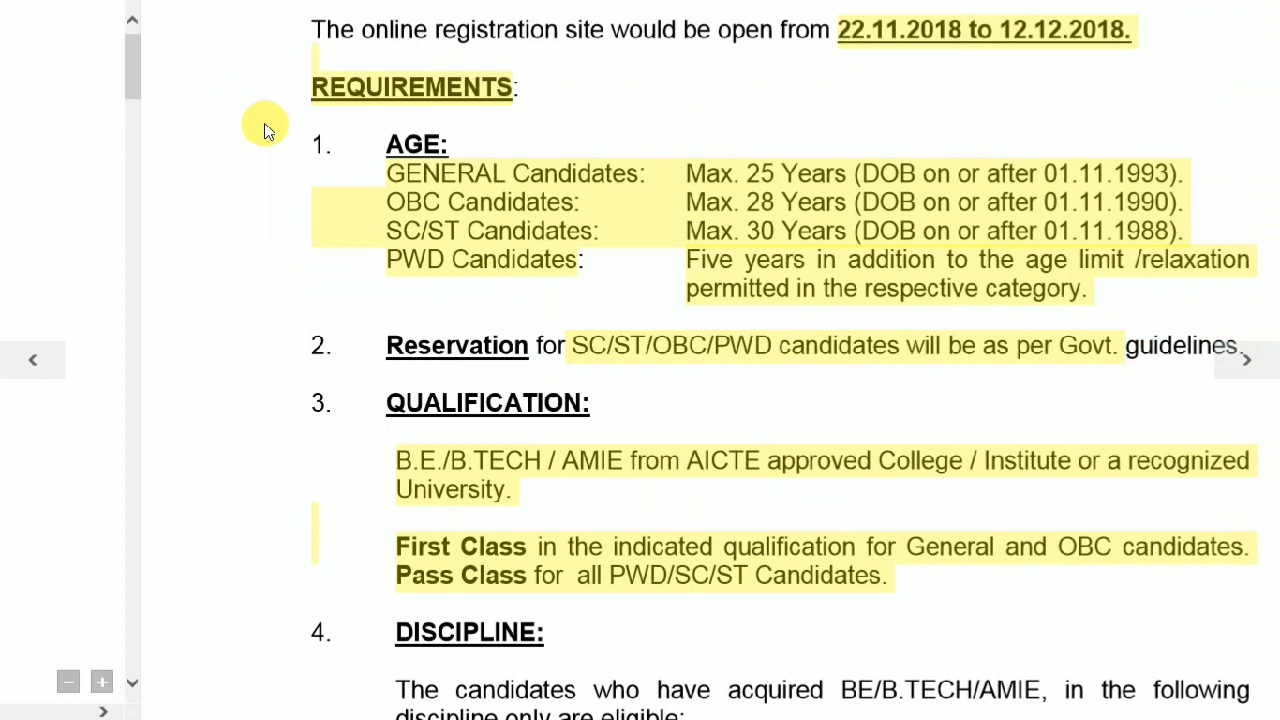 The online registration site would be open from 22.11.2018 to 12.12.2018.
REQUIREMENTS:
1. AGE:
GENERAL Candidates: Max. 25 Years (DOB on or after 01.11.1993).
OBC Candidates: Max. 28 Years (DOB on or after 01.11.1990).
SC/ST Candidates: Max. 30 Years (DOB on or after 01.11.1988).
PWD Candidates: Five years in addition to the age limit /relaxation
permitted in the respective category.
2. Reservation for SC/ST/OBC/PWD candidates will be as per Govt. guidelines.
3. QUALIFICATION:
B.E./B.TECH / AMIE from AICTE approved College / Institute or a recognized
University.
First Class in the indicated qualification for General and OBC candidates.
Pass Class for all PWD/SC/ST Candidates.
4. DISCIPLINE:
The candidates who have acquired BE/B.TECH/AMIE, in the following
discipline only are eligible: